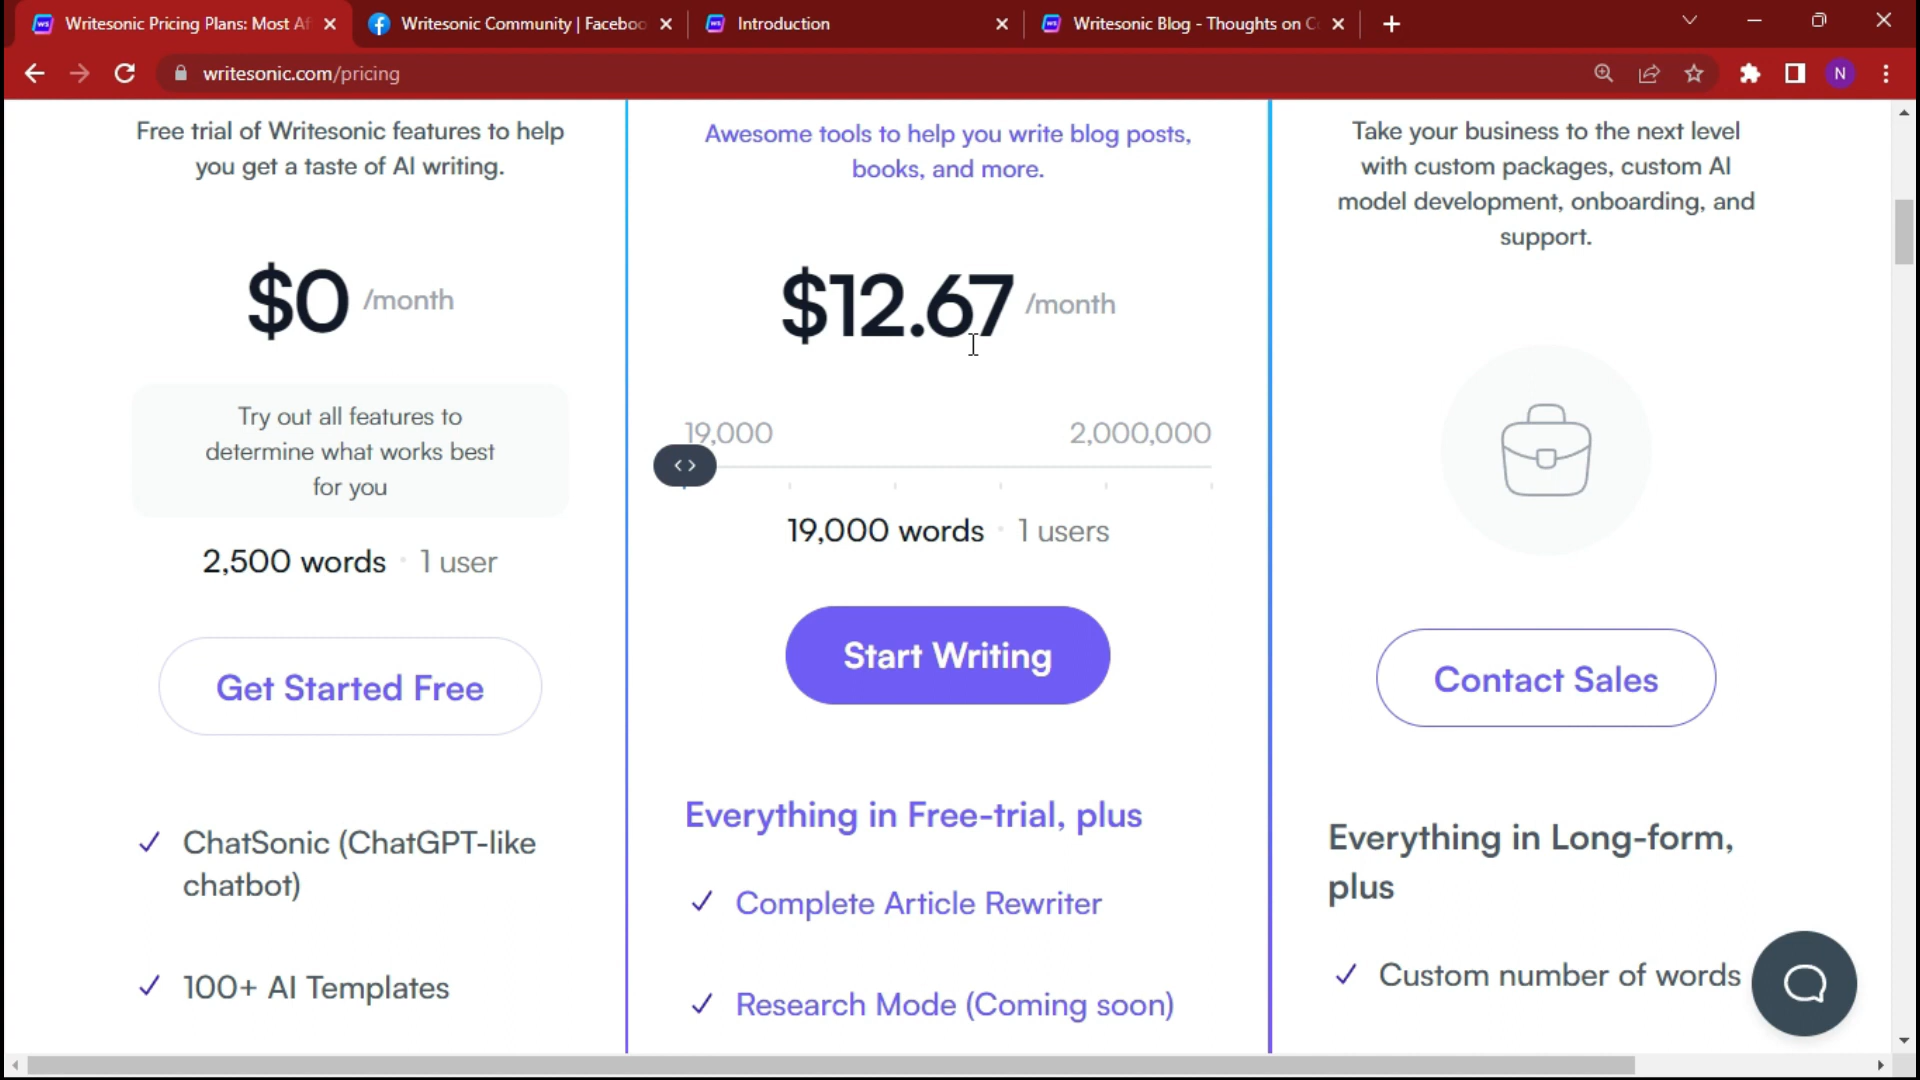 Writesonic Pricing Plans: Most Af
Writesonic Community | Faceboo
Introduction
Writesonic Blog - Thoughts on C
writesonic.com/pricing
N
Free trial of Writesonic features to help
you get a taste of AI writing.
$0 /month
Try out all features to
determine what works best
for you
2,500 words · 1 user
Get Started Free
✓ ChatSonic (ChatGPT-like
chatbot)
✓ 100+ AI Templates
Awesome tools to help you write blog posts,
books, and more.
$12.67 /month
19,000 2,000,000
19,000 words · 1 users
Start Writing
Everything in Free-trial, plus
✓ Complete Article Rewriter
✓ Research Mode (Coming soon)
Take your business to the next level
with custom packages, custom AI
model development, onboarding, and
support.
Contact Sales
Everything in Long-form,
plus
✓ Custom number of words